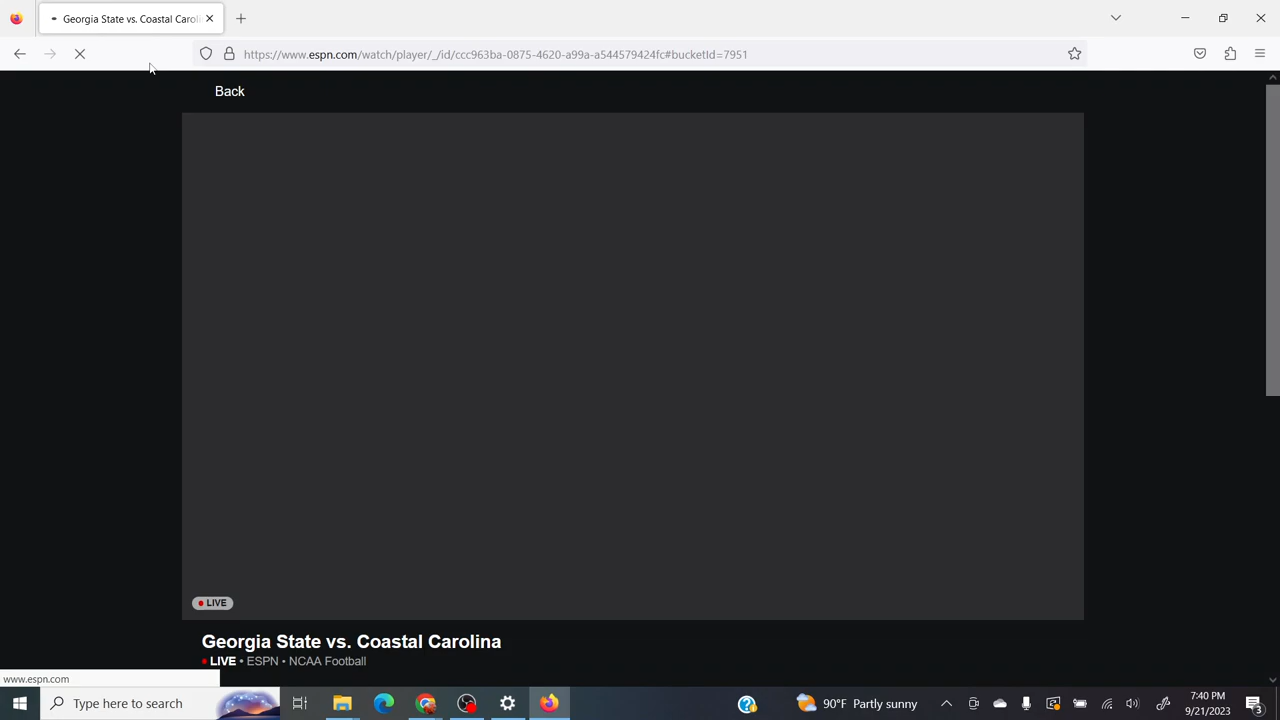 Georgia State vs. Coastal Caroli
https://www.espn.com/watch/player/_/id/ccc963ba-0875-4620-a99a-a544579424fc#bucketId=7951
Back
LIVE
Georgia State vs. Coastal Carolina
LIVE • ESPN • NCAA Football
www.espn.com
Type here to search
90°F Partly sunny
7:40 PM
9/21/2023
3